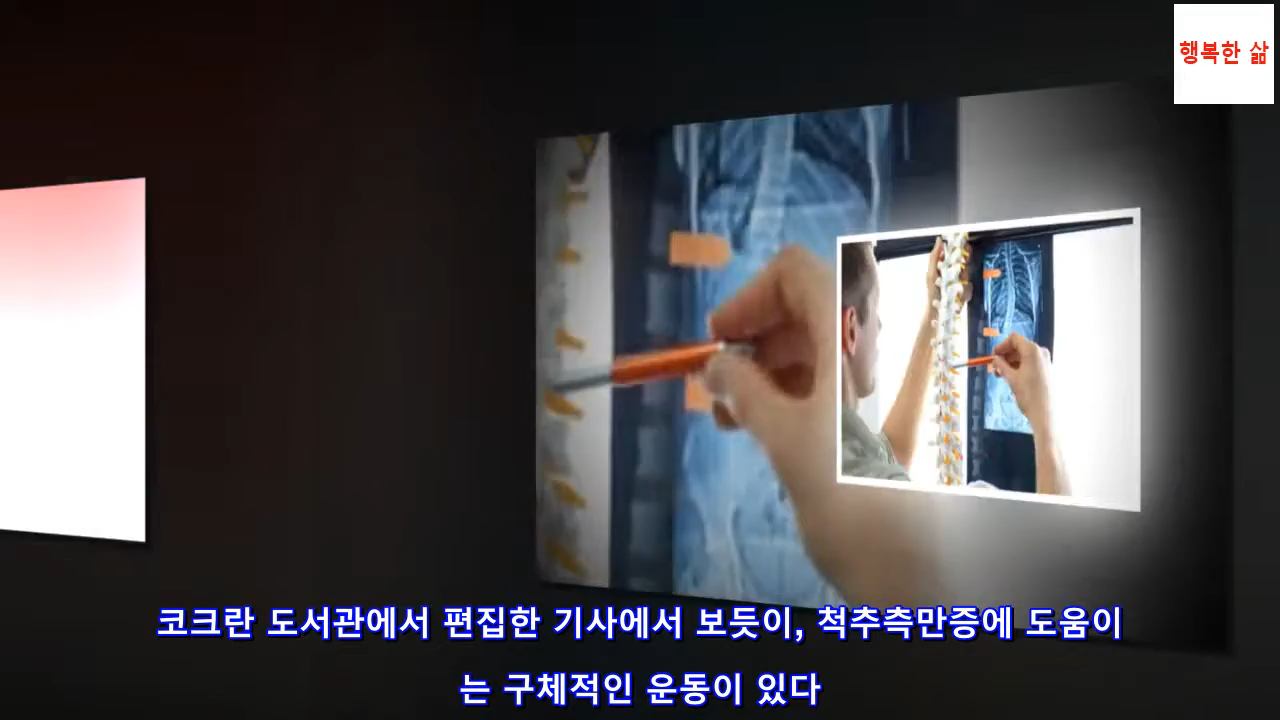 행복한 삶
코크란 도서관에서 편집한 기사에서 보듯이, 척추측만증에 도움이
는 구체적인 운동이 있다